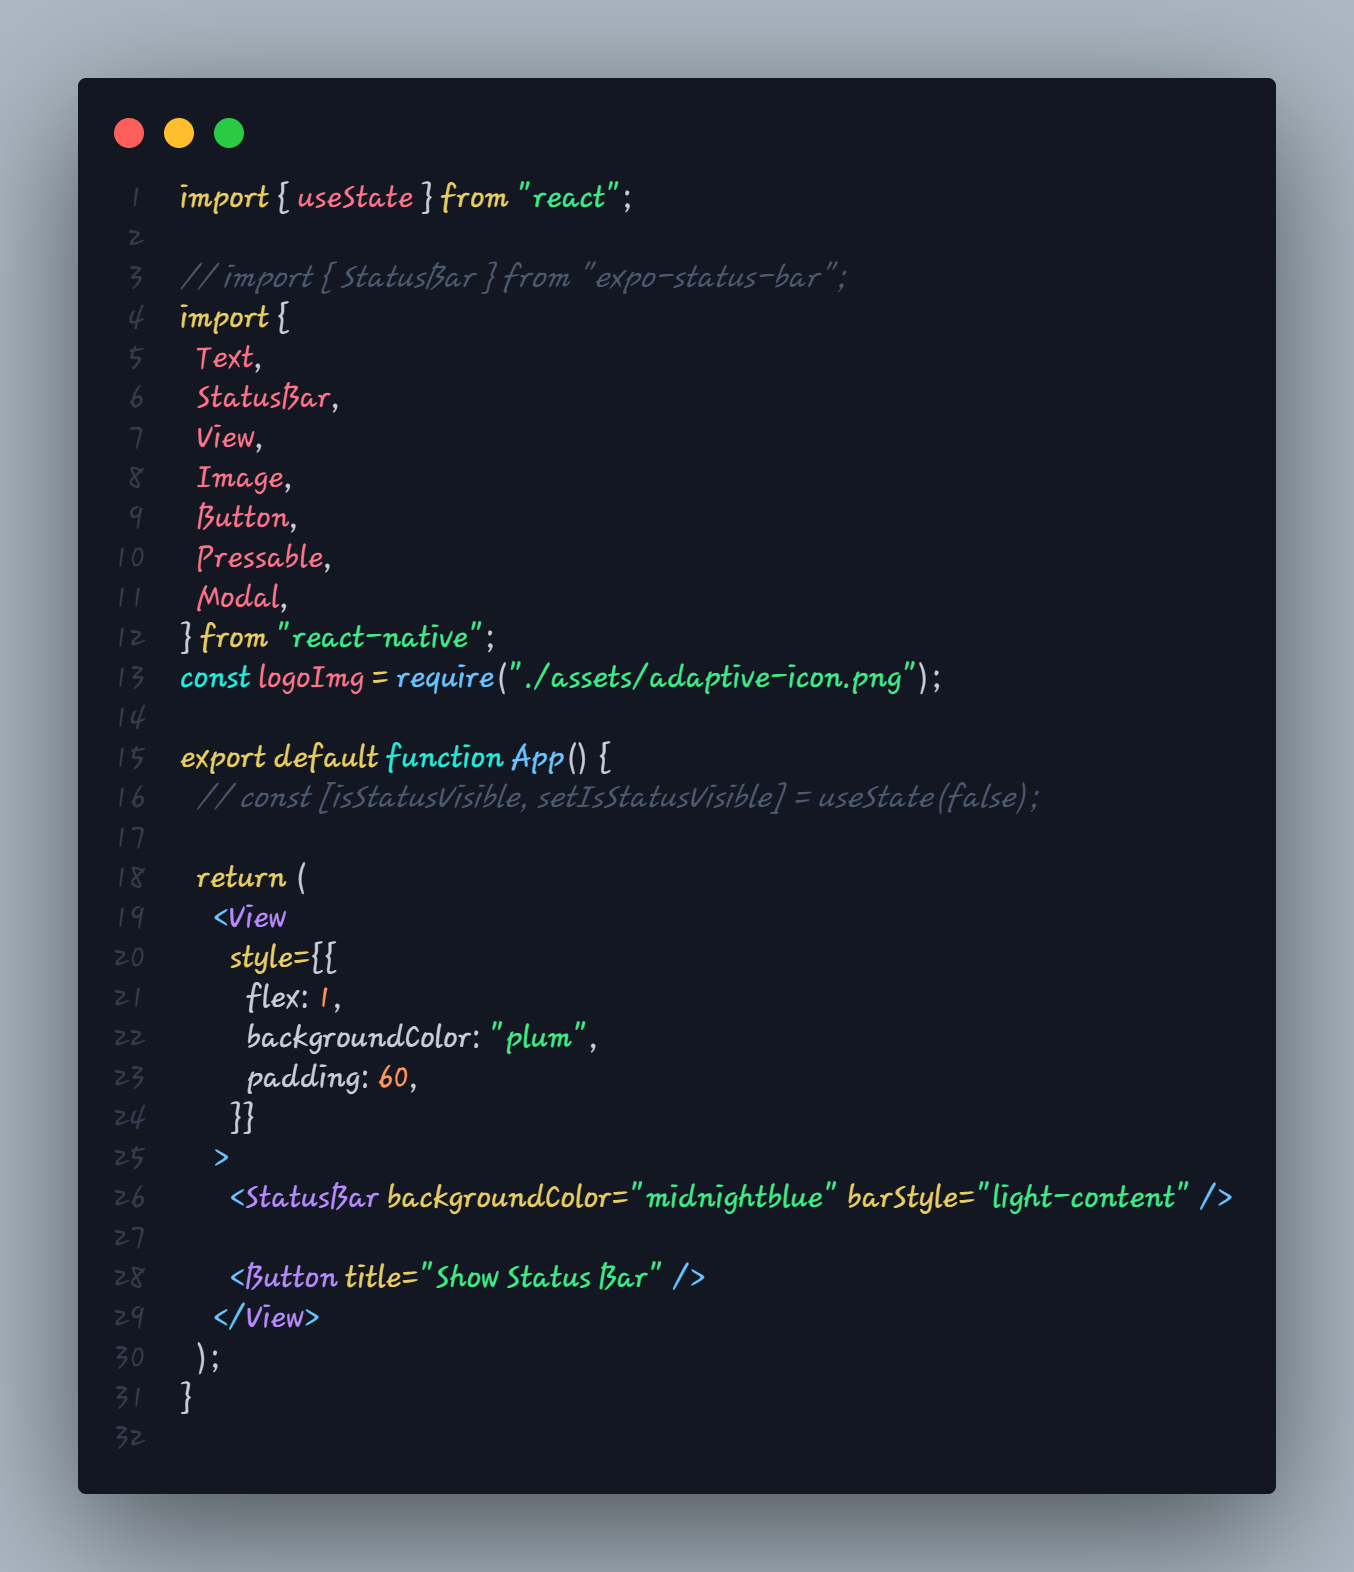 1 import { useState } from "react";
2
3 // import { StatusBar } from "expo-status-bar";
4 import {
5   Text,
6   StatusBar,
7   View,
8   Image,
9   Button,
10   Pressable,
11   Modal,
12 } from "react-native";
13 const logoImg = require("./assets/adaptive-icon.png");
14
15 export default function App() {
16   // const [isStatusVisible, setIsStatusVisible] = useState(false);
17
18   return (
19     <View
20       style={{
21         flex: 1,
22         backgroundColor: "plum",
23         padding: 60,
24       }}
25     >
26       <StatusBar backgroundColor="midnightblue" barStyle="light-content" />
27
28       <Button title="Show Status Bar" />
29     </View>
30   );
31 }
32